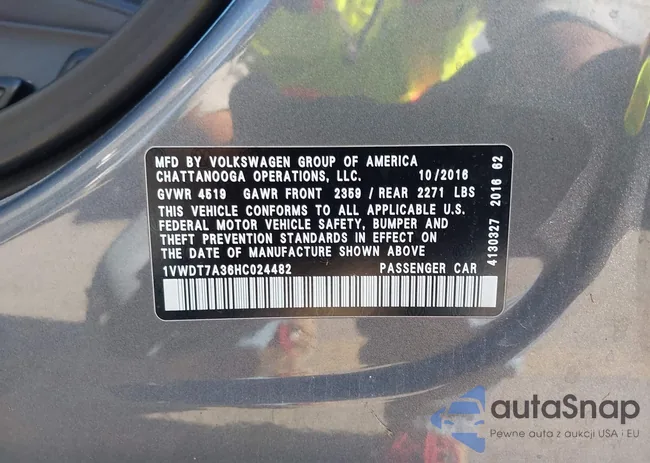 MFD BY VOLKSWAGEN GROUP OF AMERICA
CHATTANOOGA OPERATIONS, LLC. 10/2016
GVWR 4519 GAWR FRONT 2359 / REAR 2271 LBS
THIS VEHICLE CONFORMS TO ALL APPLICABLE U.S.
FEDERAL MOTOR VEHICLE SAFETY, BUMPER AND
THEFT PREVENTION STANDARDS IN EFFECT ON
THE DATE OF MANUFACTURE SHOWN ABOVE
1VWDT7A36HC024482 PASSENGER CAR
4130327 2016 62
autoSnap
Pewne auta z aukcji USA i EU